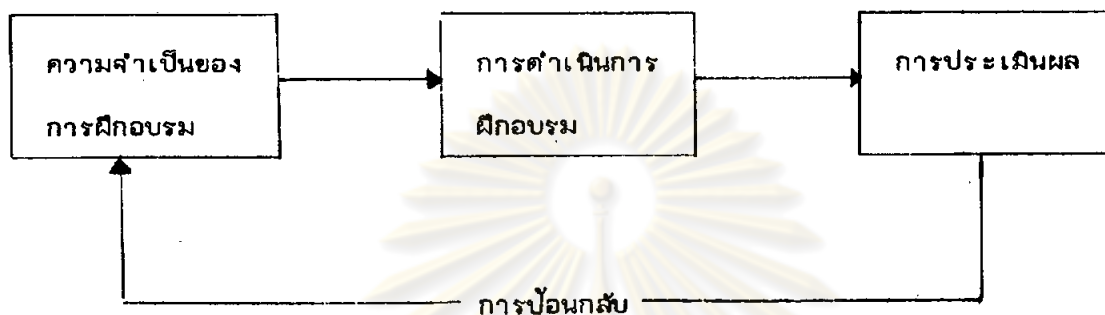 ความจำเป็นของ
การฝึกอบรม
การดำเนินการ
ฝึกอบรม
การประเมินผล
การป้อนกลับ